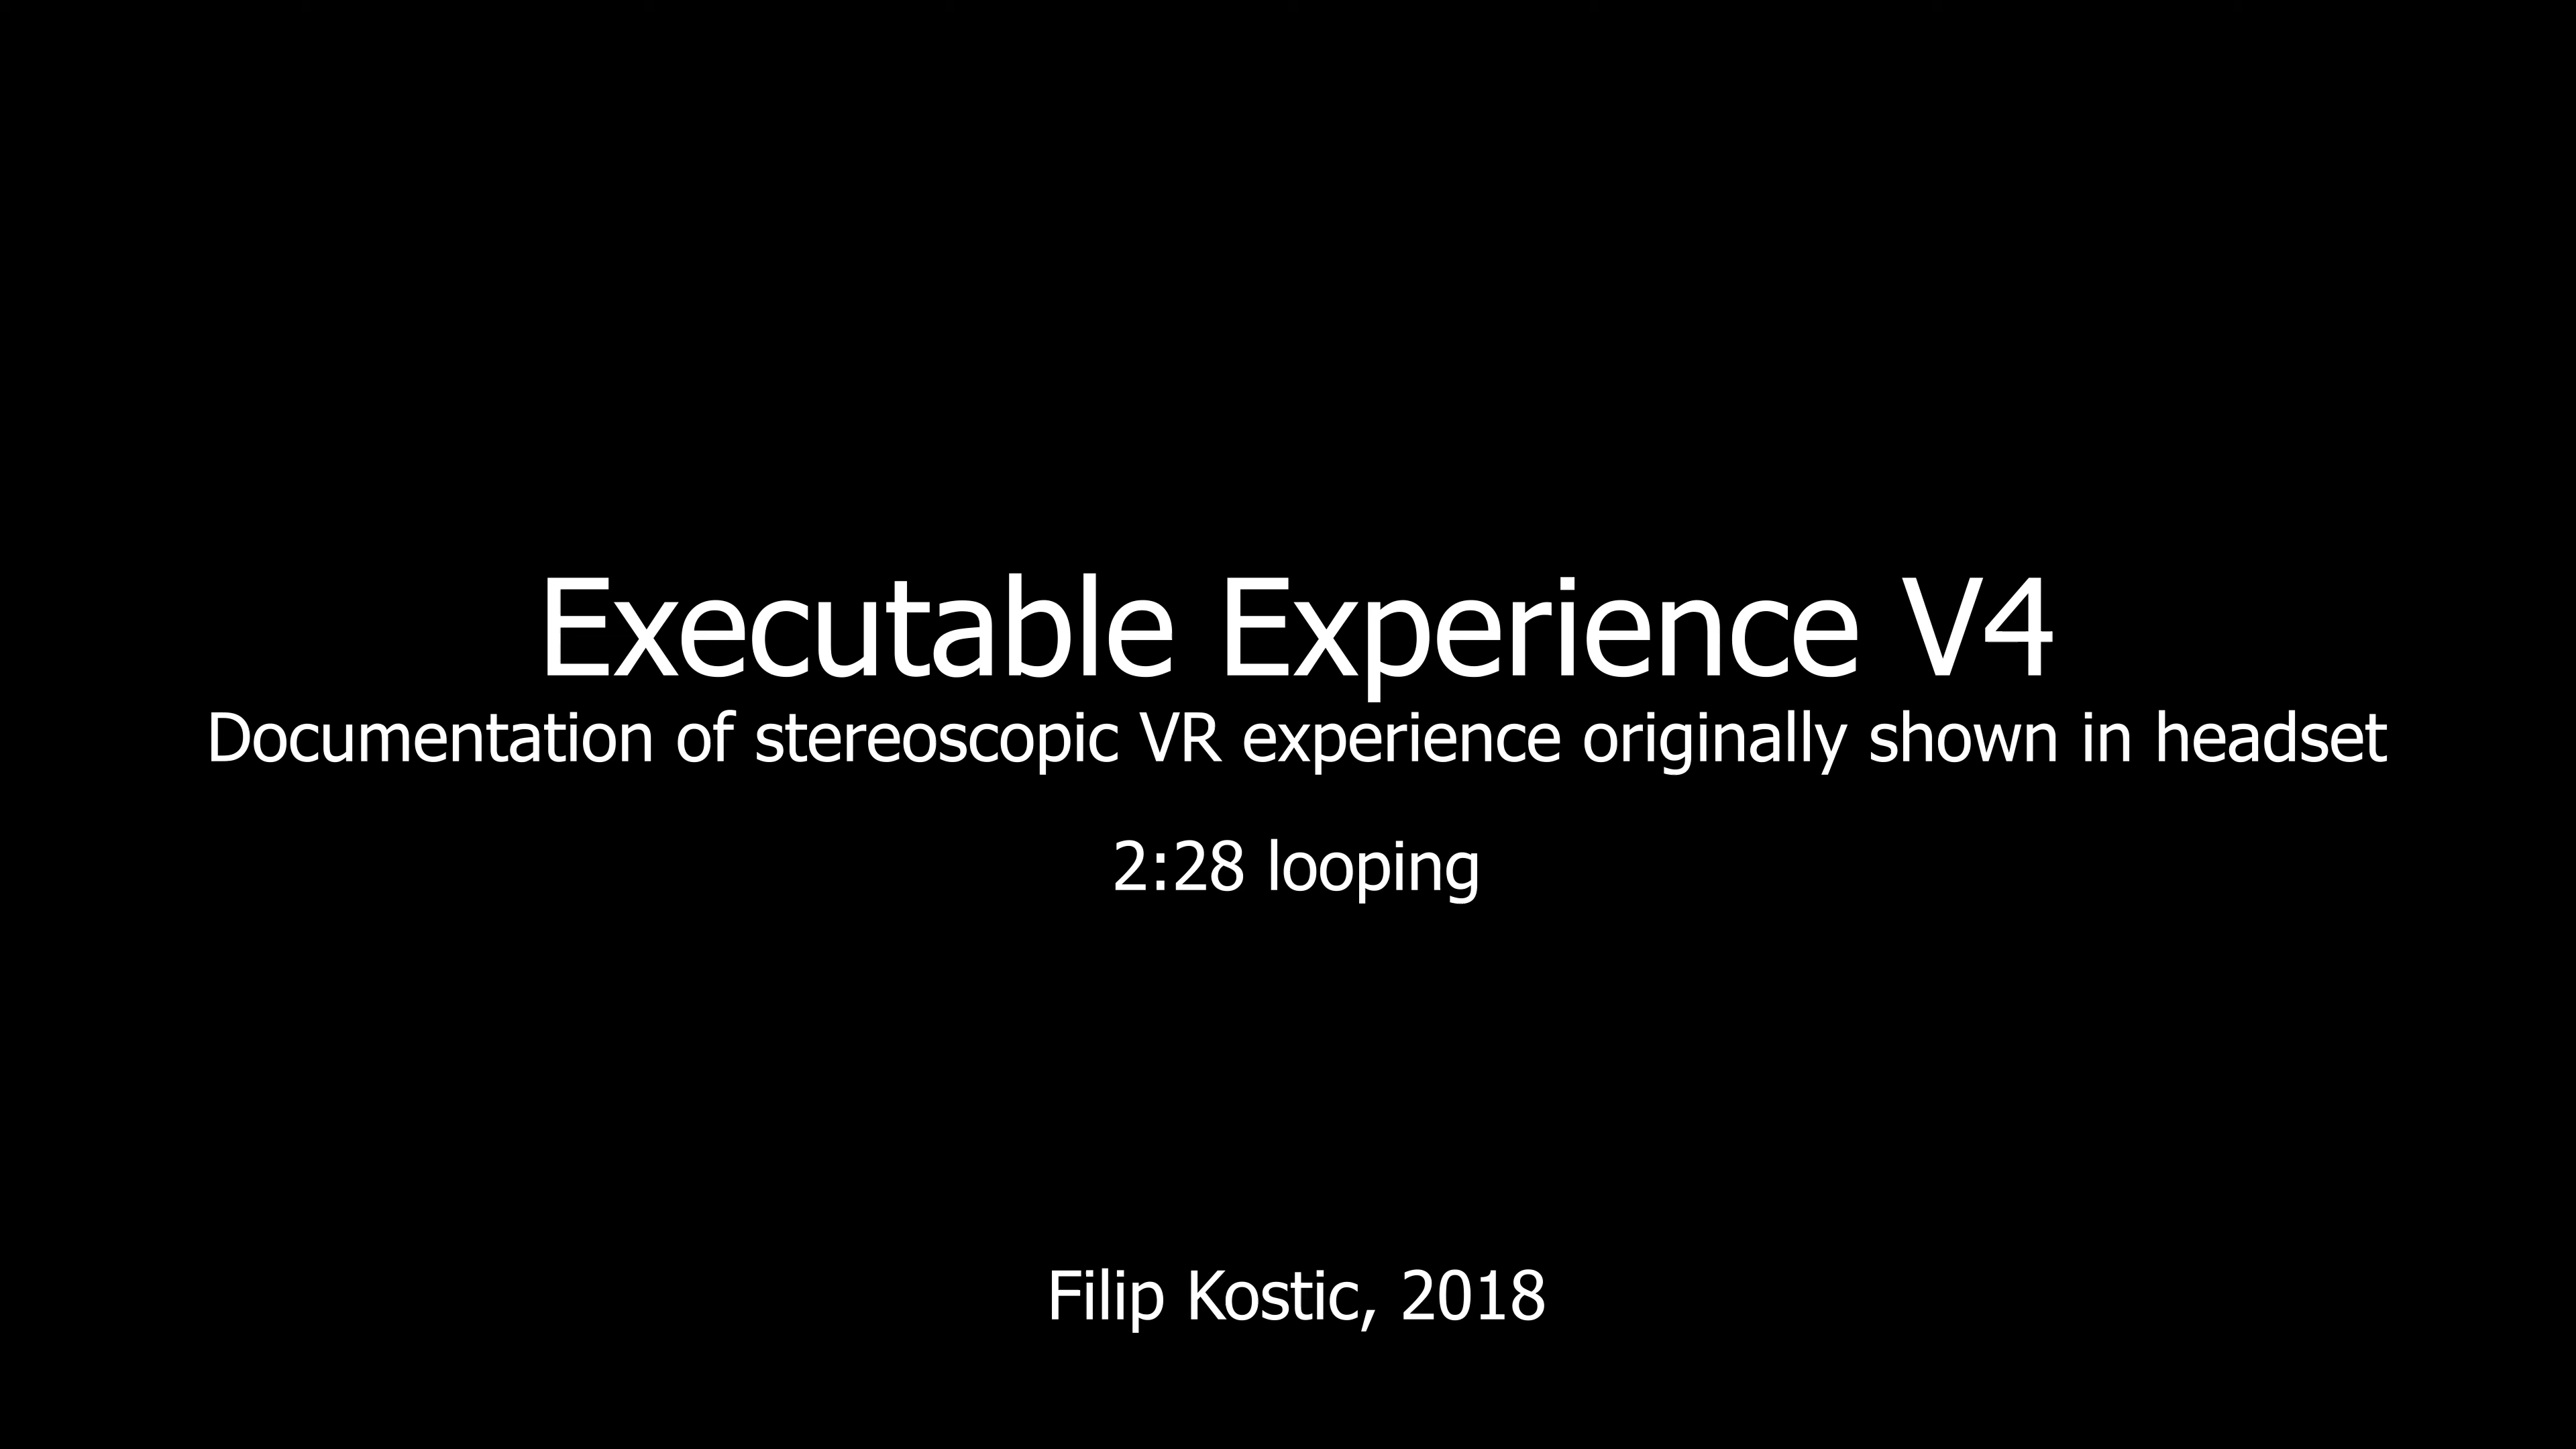 Executable Experience V4
Documentation of stereoscopic VR experience originally shown in headset
2:28 looping
Filip Kostic, 2018